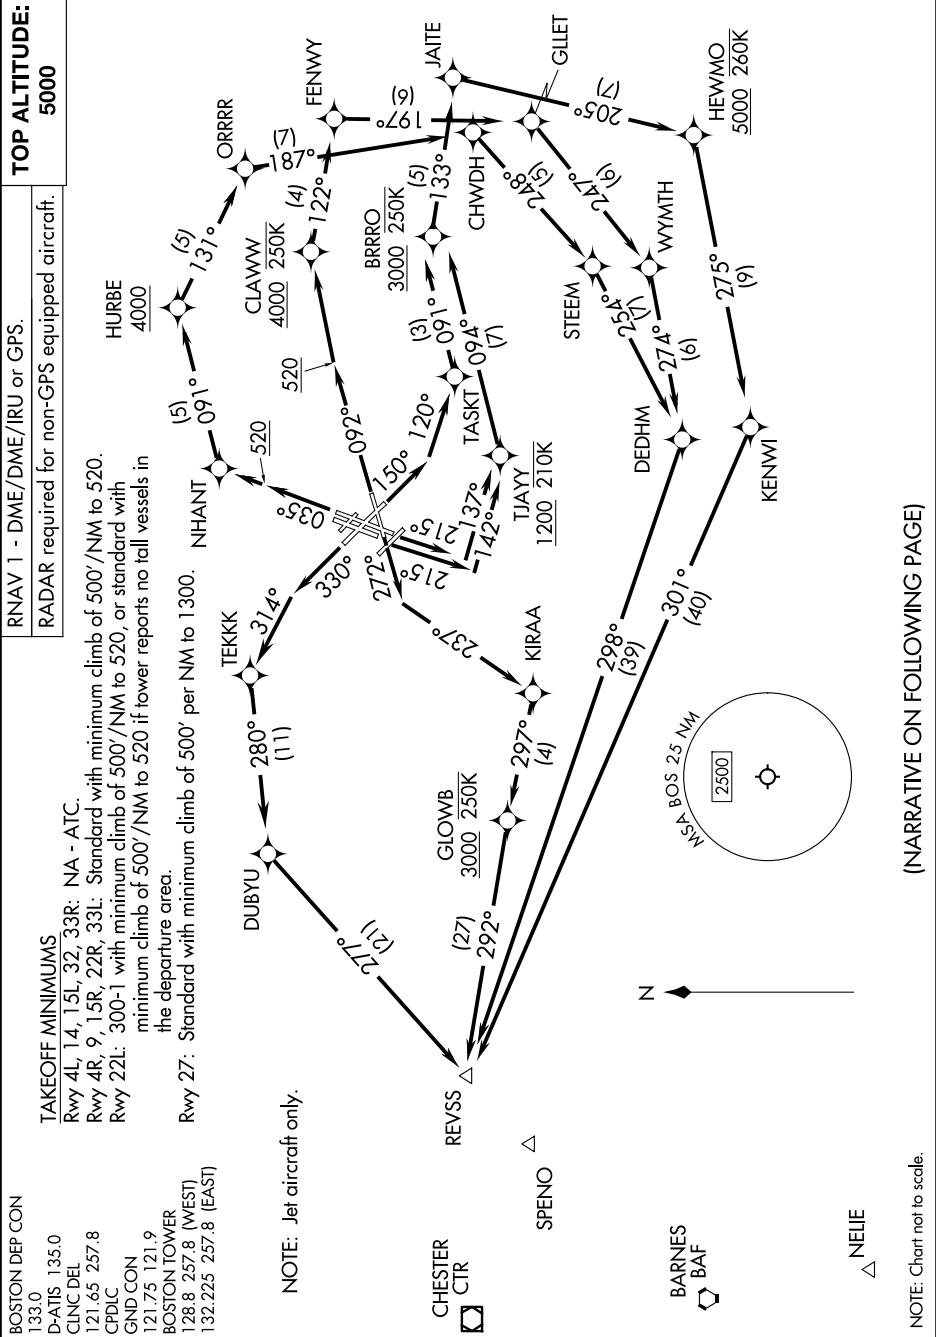 BOSTON DEP CON
133.0
D-ATIS 135.0
CLNC DEL
121.65 257.8
CPDLC
GND CON
121.75 121.9
BOSTON TOWER
128.8 257.8 (WEST)
132.225 257.8 (EAST)
RNAV 1 - DME/DME/IRU or GPS.
RADAR required for non-GPS equipped aircraft.
TOP ALTITUDE:
5000
TAKEOFF MINIMUMS
Rwy 4L, 14, 15L, 32, 33R: NA - ATC.
Rwy 4R, 9, 15R, 22R, 33L: Standard with minimum climb of 500'/NM to 520.
Rwy 22L: 300-1 with minimum climb of 500'/NM to 520, or standard with
minimum climb of 500'/NM to 520 if tower reports no tall vessels in
the departure area.
Rwy 27: Standard with minimum climb of 500' per NM to 1300.
NOTE: Jet aircraft only.
HURBE
4000
(5)
091°
(5)
131°
ORRRR
(7)
187°
NHANT
520
035°
FENWY
(6)
197°
CLAWW
4000 250K
(4)
122°
520
092°
JAITE
(7)
205°
BRRRO
3000 250K
(5)
133°
(3)
091°
094°
(7)
TASKT
120°
150°
CHWDH
248°
(5)
GLLET
247°
(6)
HEWMO
5000 260K
275°
(9)
STEEM
254°
(7)
WYMTH
274°
(6)
DEDHM
298°
(39)
KENWI
301°
(40)
TJAYY
1200 210K
137°
142°
215°
215°
272°
237°
330°
314°
TEKKK
280°
(11)
DUBYU
277°
(21)
KIRAA
297°
(4)
GLOWB
3000 250K
(27)
292°
REVSS
SPENO
CHESTER
CTR
BARNES
BAF
NELIE
N
MSA BOS 25 NM
2500
(NARRATIVE ON FOLLOWING PAGE)
NOTE: Chart not to scale.